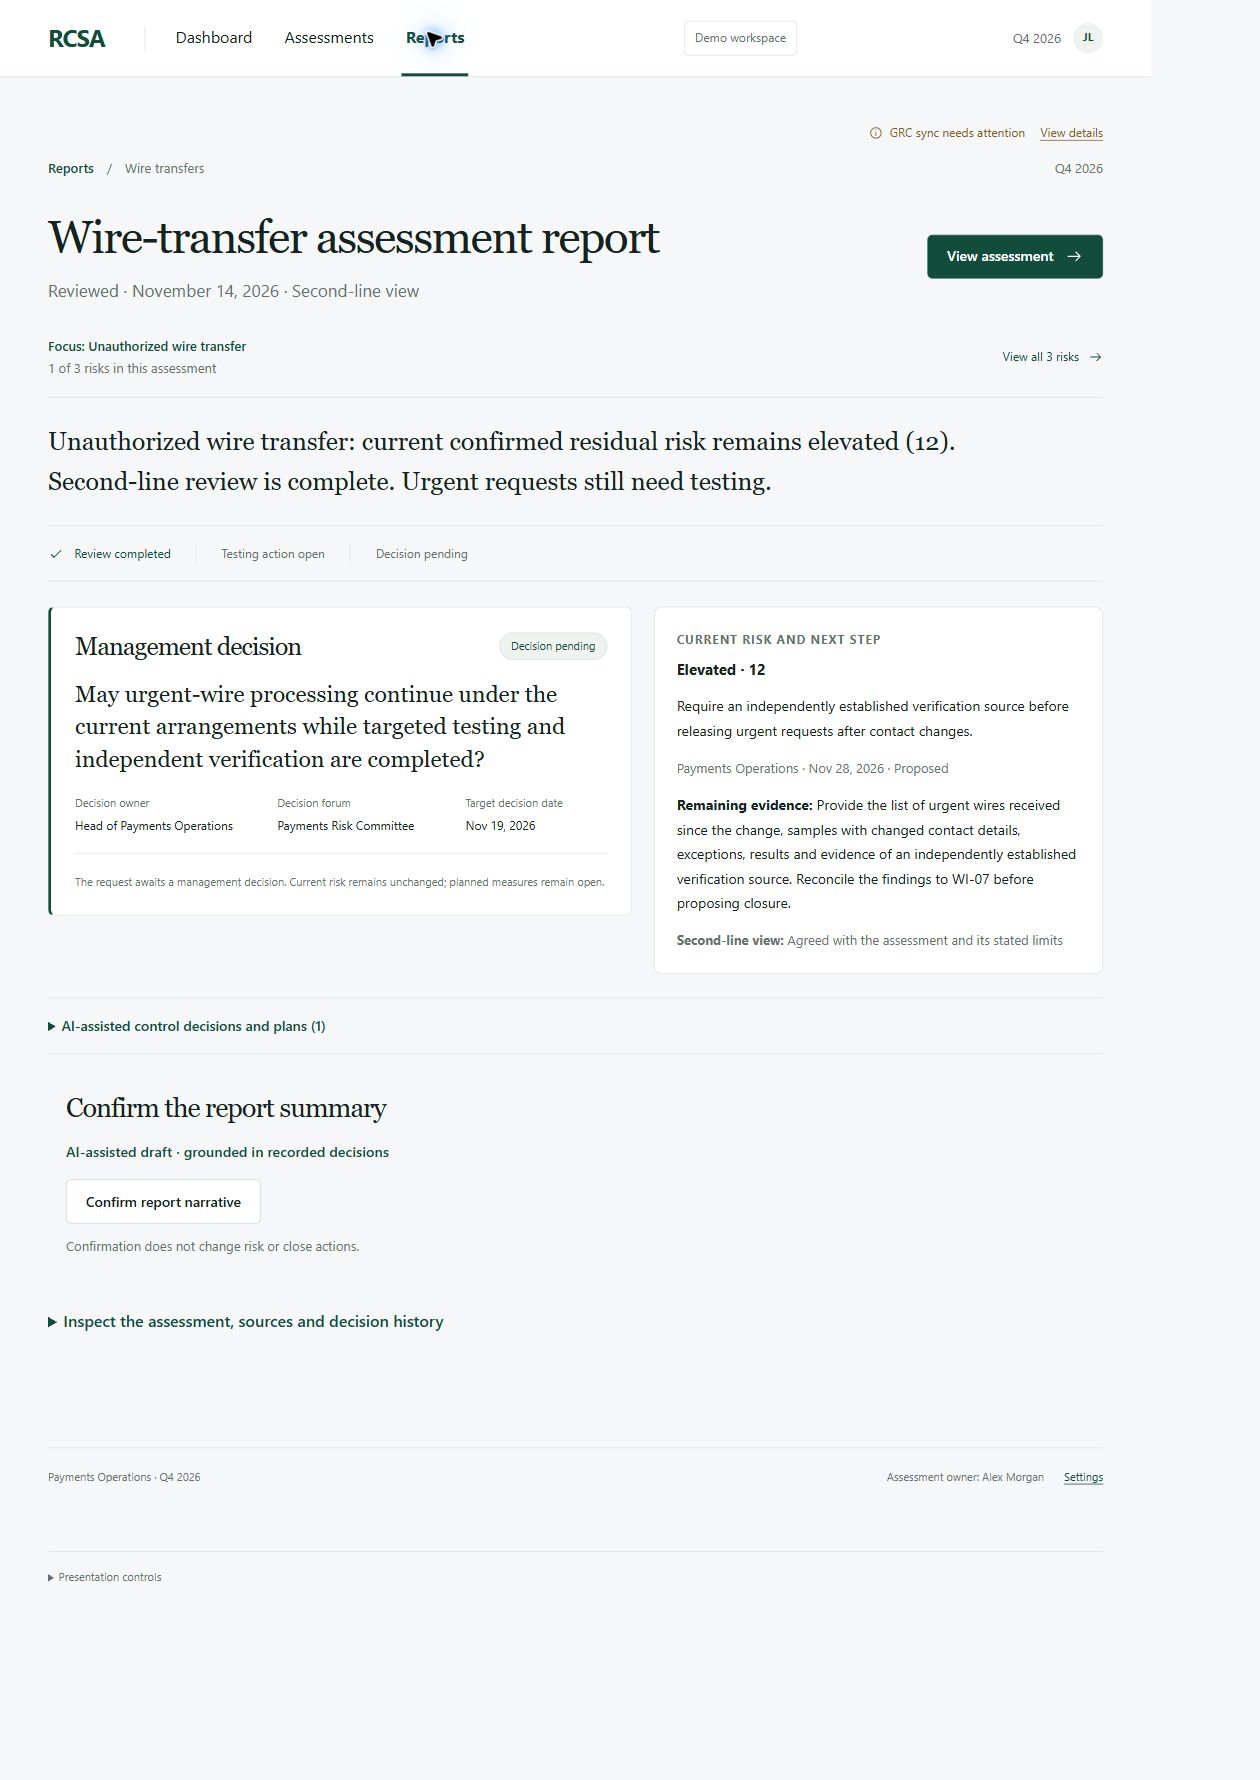 RCSA
Dashboard
Assessments
Reports
Demo workspace
Q4 2026
JL
GRC sync needs attention
View details
Reports / Wire transfers
Q4 2026
Wire-transfer assessment report
View assessment →
Reviewed · November 14, 2026 · Second-line view
Focus: Unauthorized wire transfer
1 of 3 risks in this assessment
View all 3 risks →
Unauthorized wire transfer: current confirmed residual risk remains elevated (12).
Second-line review is complete. Urgent requests still need testing.
✓ Review completed
Testing action open
Decision pending
Management decision
Decision pending
May urgent-wire processing continue under the
current arrangements while targeted testing and
independent verification are completed?
Decision owner
Head of Payments Operations
Decision forum
Payments Risk Committee
Target decision date
Nov 19, 2026
The request awaits a management decision. Current risk remains unchanged; planned measures remain open.
CURRENT RISK AND NEXT STEP
Elevated · 12
Require an independently established verification source before
releasing urgent requests after contact changes.
Payments Operations · Nov 28, 2026 · Proposed
Remaining evidence: Provide the list of urgent wires received
since the change, samples with changed contact details,
exceptions, results and evidence of an independently established
verification source. Reconcile the findings to WI-07 before
proposing closure.
Second-line view: Agreed with the assessment and its stated limits
AI-assisted control decisions and plans (1)
Confirm the report summary
AI-assisted draft · grounded in recorded decisions
Confirm report narrative
Confirmation does not change risk or close actions.
Inspect the assessment, sources and decision history
Payments Operations · Q4 2026
Assessment owner: Alex Morgan
Settings
Presentation controls